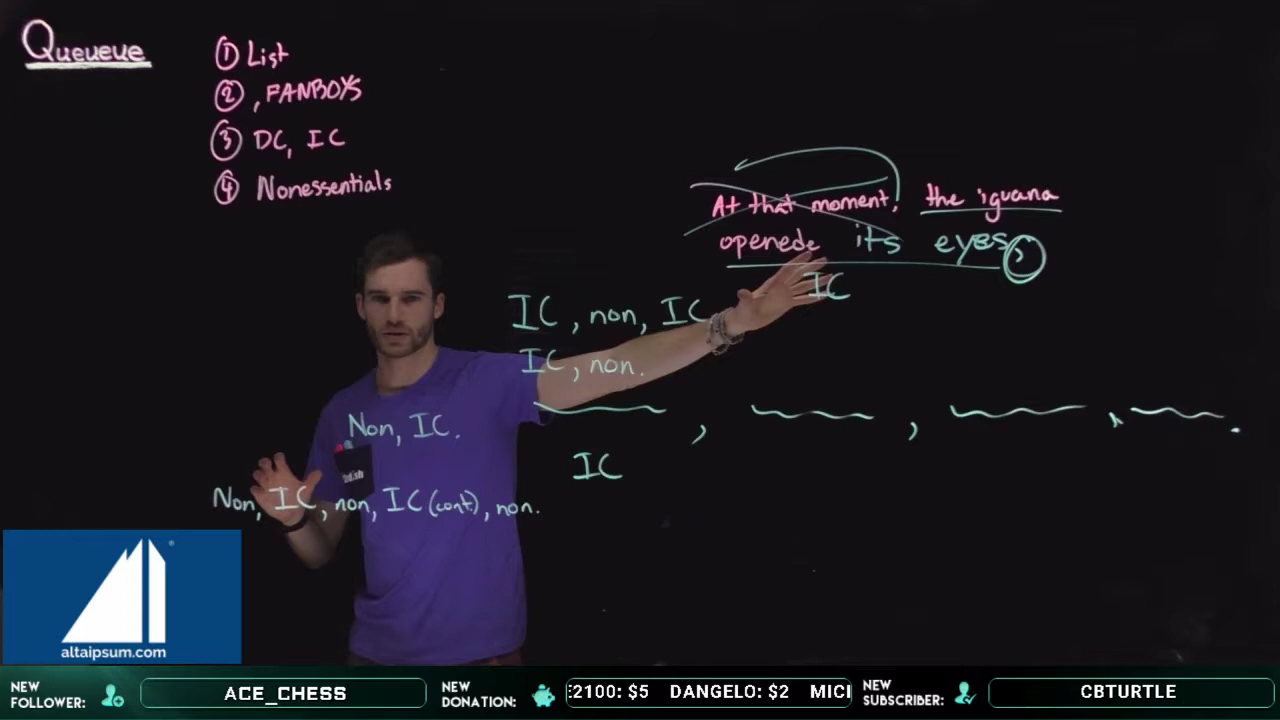 Queueue
① List
② , FANBOYS
③ DC, IC
④ Nonessentials
At that moment, the iguana
openede its eyes,
IC
IC, non, IC
IC, non.
Non, IC.
, , , .
IC
Non, IC, non, IC (cont.), non.
altaipsum.com
NEW FOLLOWER:
ACE_CHESS
NEW DONATION:
E2100: $5 DANGELO: $2 MICI
NEW SUBSCRIBER:
CBTURTLE